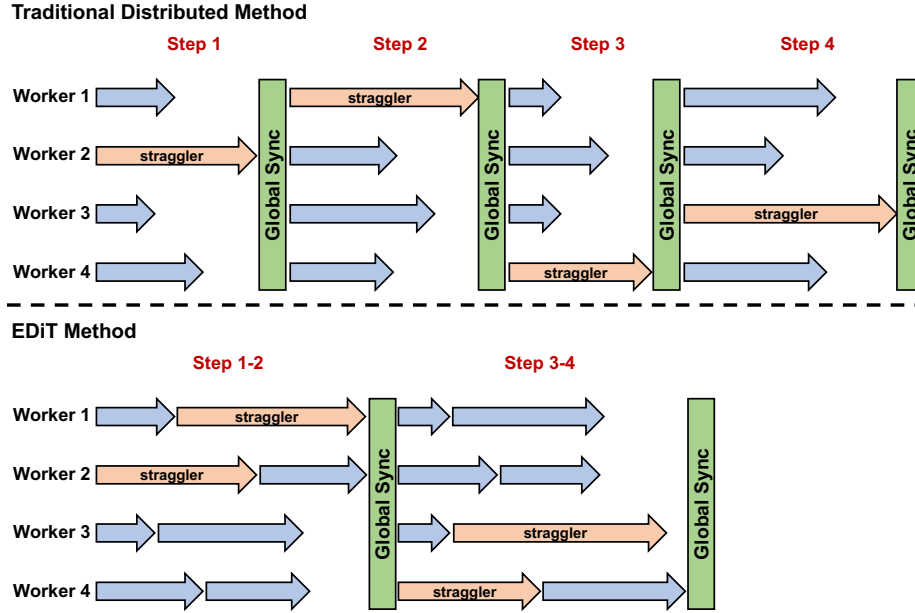 Traditional Distributed Method
Step 1 Step 2 Step 3 Step 4
Worker 1 straggler
Worker 2 straggler
Worker 3 straggler
Worker 4 straggler
Global Sync
Global Sync
Global Sync
Global Sync
EDiT Method
Step 1-2 Step 3-4
Worker 1 straggler
Worker 2 straggler
Worker 3 straggler
Worker 4 straggler
Global Sync
Global Sync